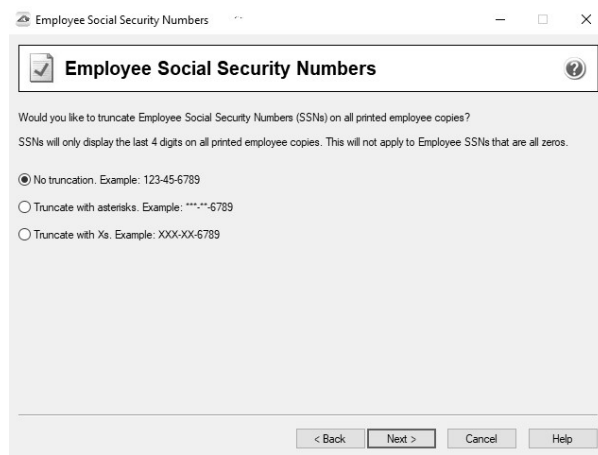 Employee Social Security Numbers
Employee Social Security Numbers
?
Would you like to truncate Employee Social Security Numbers (SSNs) on all printed employee copies?
SSNs will only display the last 4 digits on all printed employee copies. This will not apply to Employee SSNs that are all zeros.
No truncation. Example: 123-45-6789
Truncate with asterisks. Example: ***-**-6789
Truncate with Xs. Example: XXX-XX-6789
< Back Next > Cancel Help